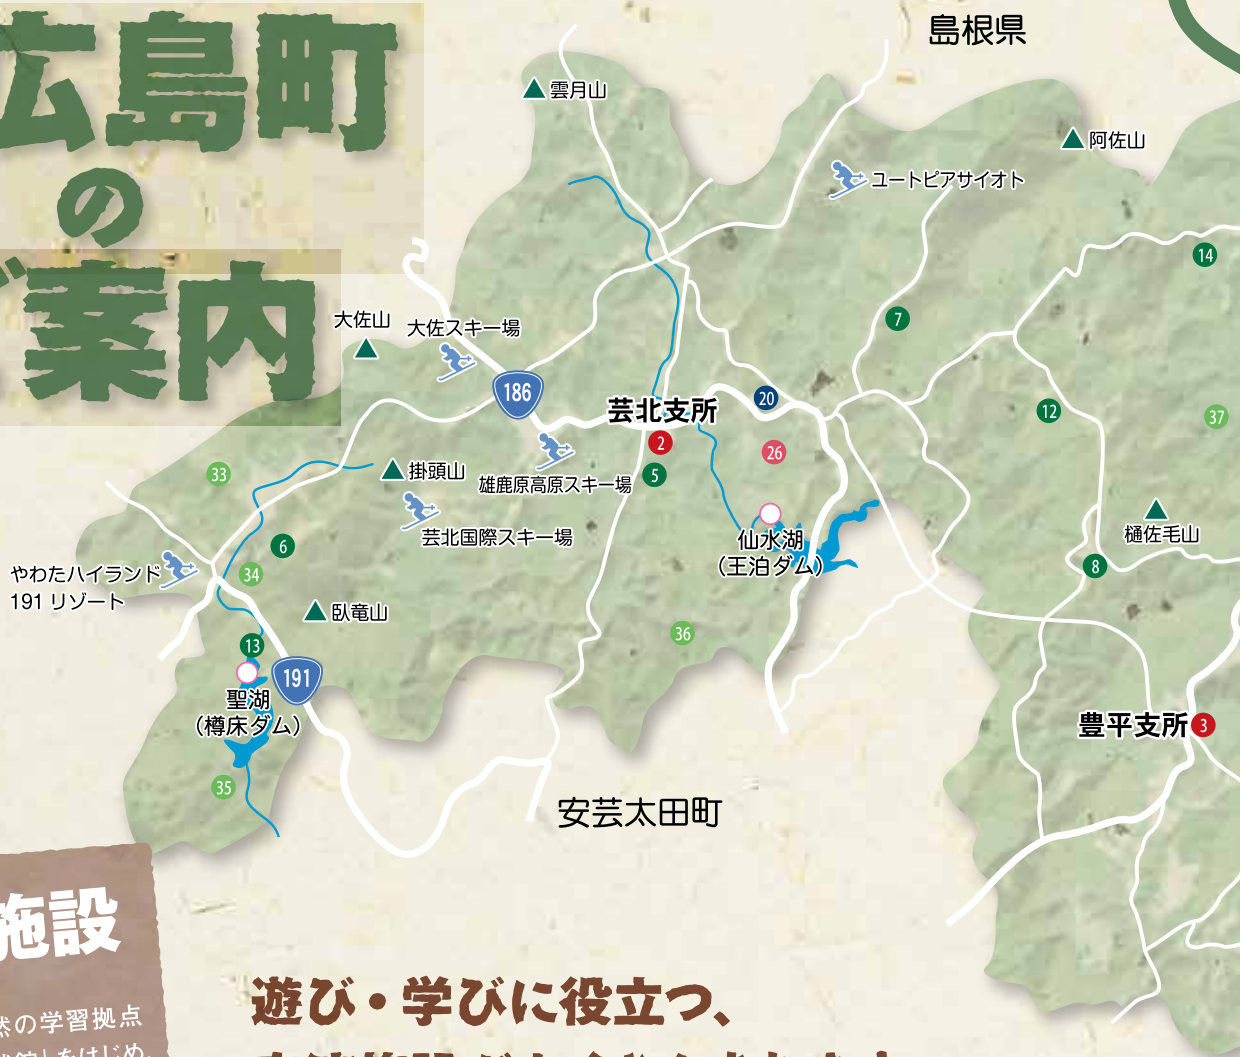 広島町
の
案内
島根県
雲月山
阿佐山
ユートピアサイオト
14
7
大佐山
大佐スキー場
186
芸北支所
20
12
37
2
26
5
33
掛頭山
雄鹿原高原スキー場
芸北国際スキー場
仙水湖
(王泊ダム)
樋佐毛山
6
34
8
やわたハイランド
191 リゾート
臥竜山
36
13
191
聖湖
(樽床ダム)
豊平支所
3
35
安芸太田町
施設
然の学習拠点
をはじめ、
遊び・学びに役立つ、